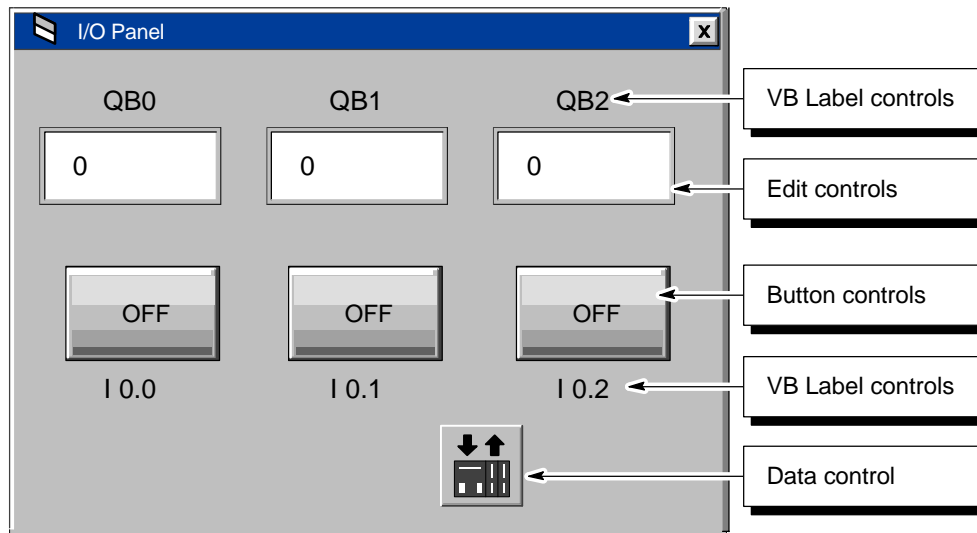 I/O Panel
X
QB0 QB1 QB2
VB Label controls
0 0 0
Edit controls
OFF OFF OFF
Button controls
I 0.0 I 0.1 I 0.2
VB Label controls
Data control